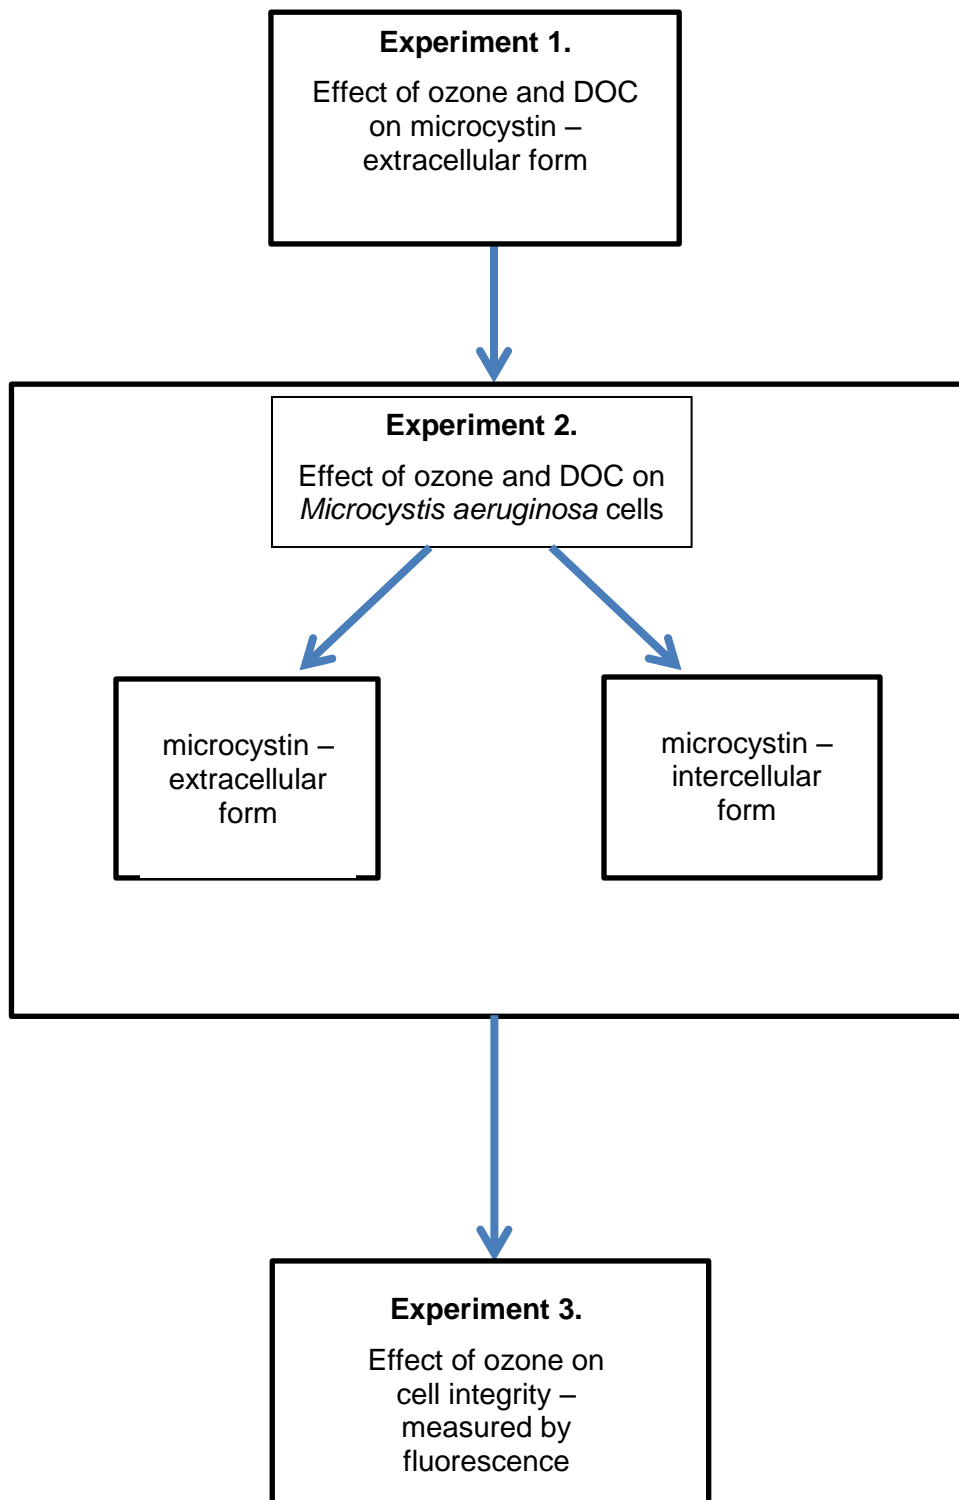 Experiment 1.
Effect of ozone and DOC
on microcystin –
extracellular form
Experiment 2.
Effect of ozone and DOC on
Microcystis aeruginosa cells
microcystin –
extracellular
form
microcystin –
intercellular
form
Experiment 3.
Effect of ozone on
cell integrity –
measured by
fluorescence